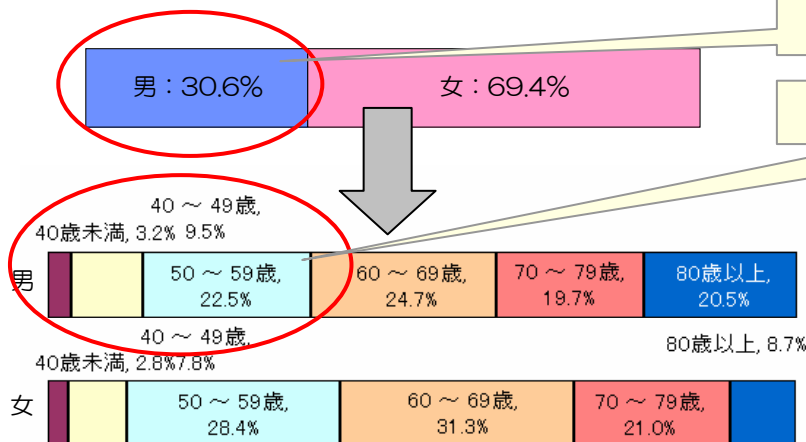 男：30.6%
女：69.4%
40 ～ 49歳,
40歳未満, 3.2% 9.5%
男
50 ～ 59歳,
22.5%
60 ～ 69歳,
24.7%
70 ～ 79歳,
19.7%
80歳以上,
20.5%
40 ～ 49歳,
40歳未満, 2.8%7.8%
80歳以上, 8.7%
女
50 ～ 59歳,
28.4%
60 ～ 69歳,
31.3%
70 ～ 79歳,
21.0%